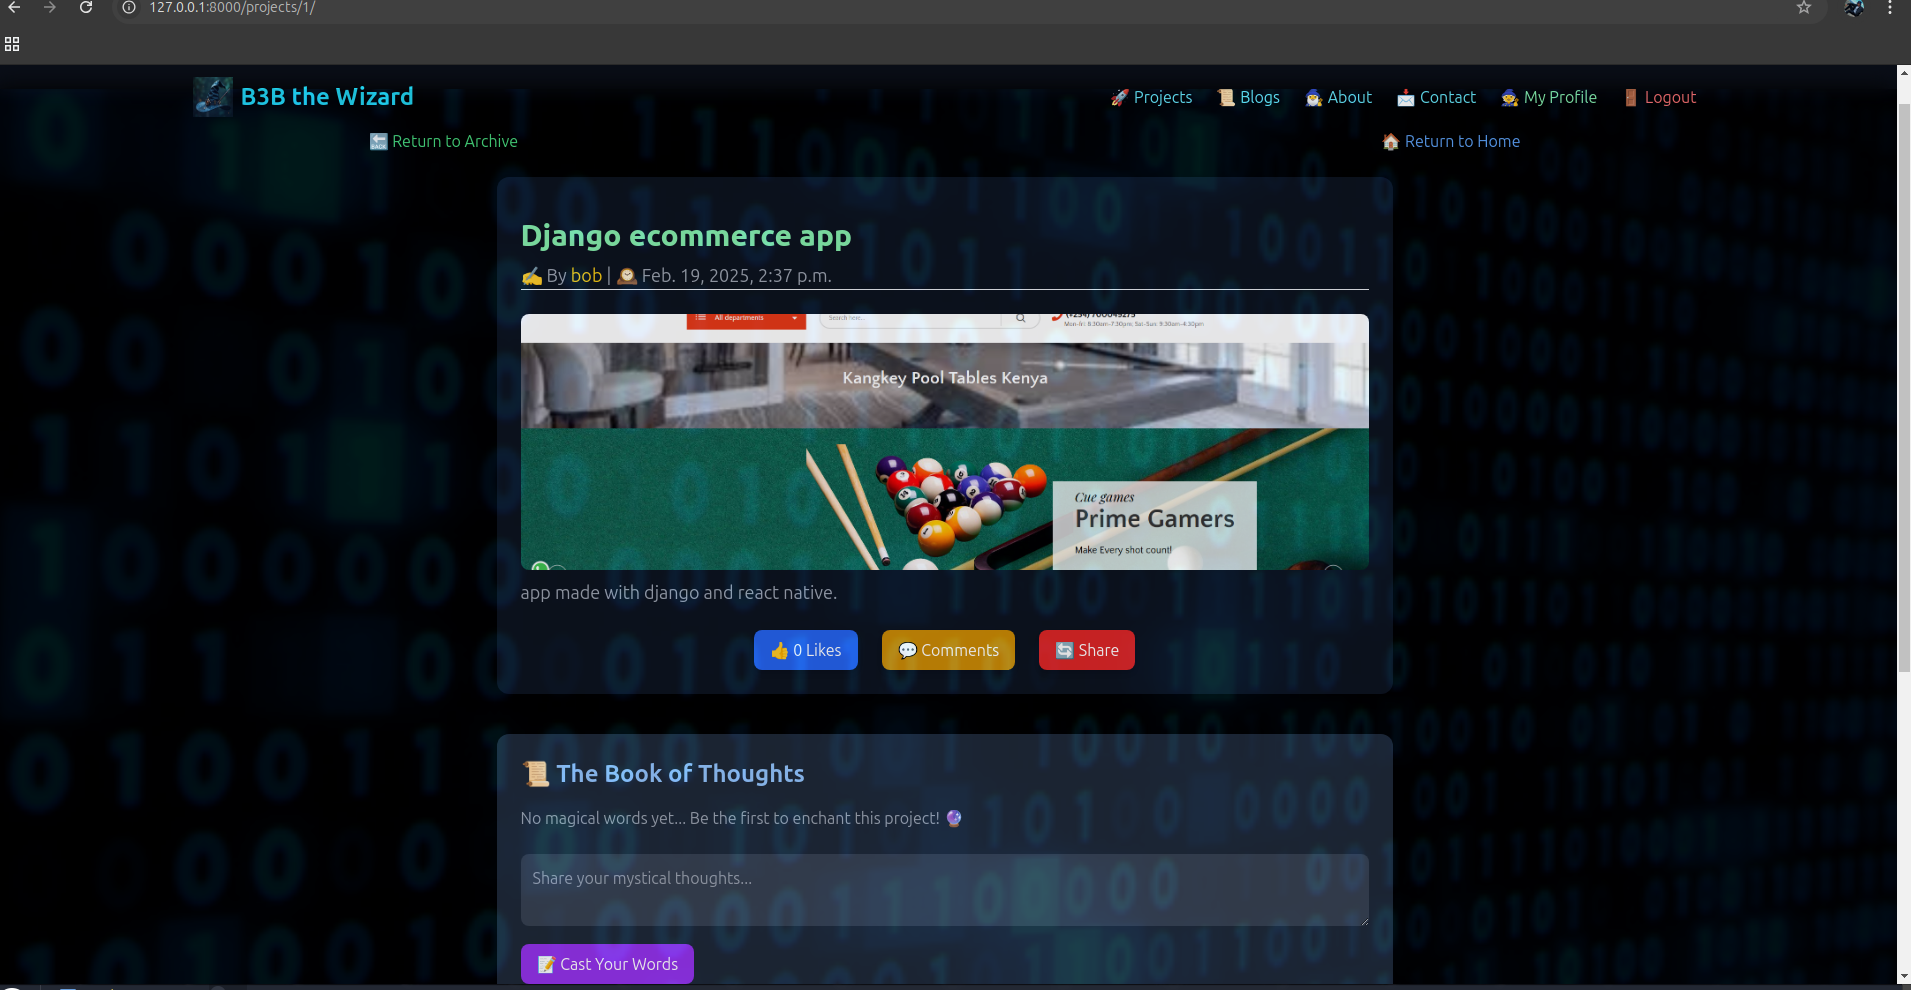 127.0.0.1:8000/projects/1/
B3B the Wizard
🚀 Projects 📜 Blogs 🧙‍♂️ About 📩 Contact 🧙 My Profile 🚪 Logout
🔙 Return to Archive 🏠 Return to Home
Django ecommerce app
✍️ By bob | 🕰️ Feb. 19, 2025, 2:37 p.m.
All departments
Search here...
Mon-Fri: 8:30am-7:30pm; Sat-Sun: 9:30am-4:30pm
Kangkey Pool Tables Kenya
Cue games
Prime Gamers
Make Every shot count!
app made with django and react native.
👍 0 Likes 💬 Comments 🔄 Share
📜 The Book of Thoughts
No magical words yet... Be the first to enchant this project! 🔮
Share your mystical thoughts...
📝 Cast Your Words